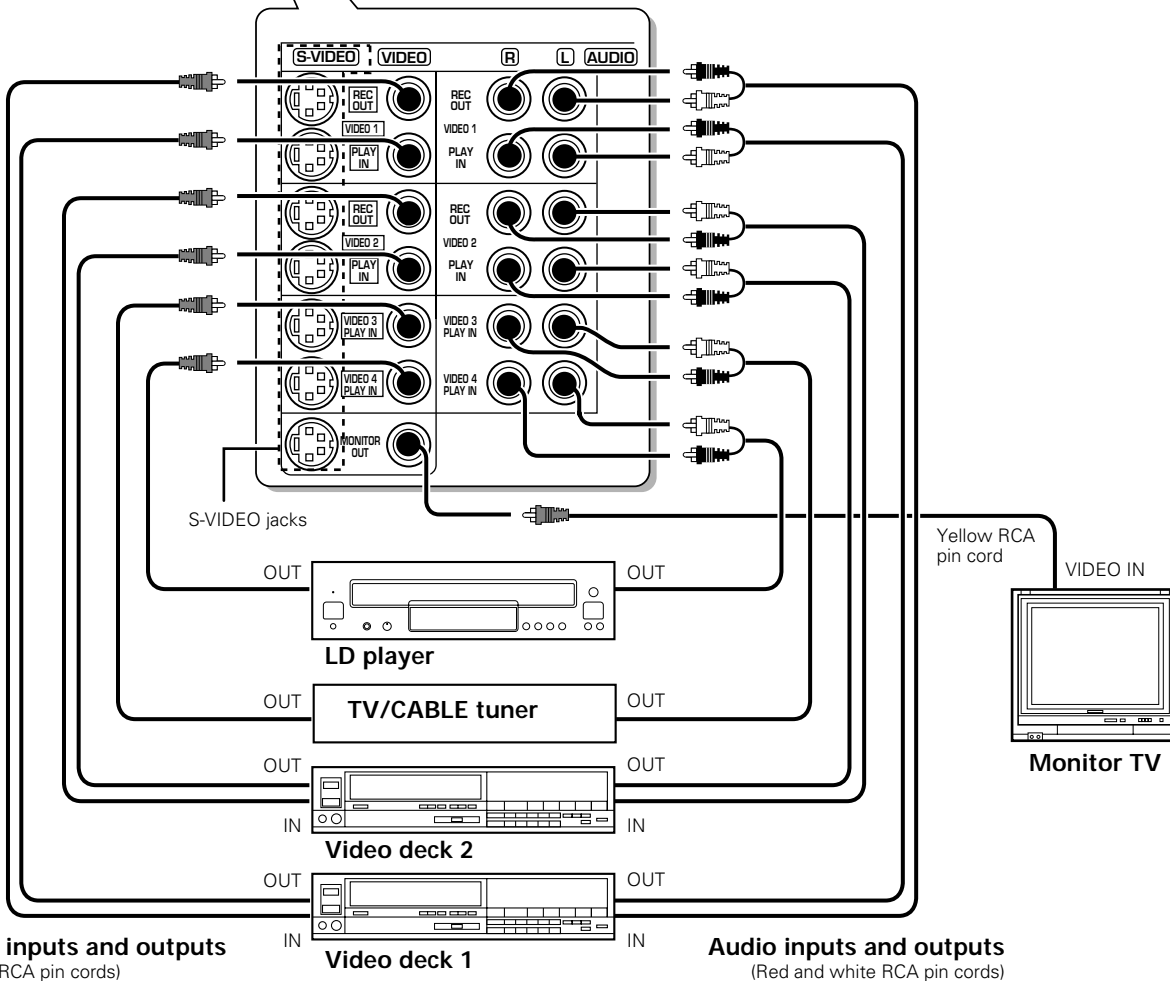 S-VIDEO VIDEO R L AUDIO
REC OUT
REC OUT
VIDEO 1
VIDEO 1
PLAY IN
PLAY IN
REC OUT
REC OUT
VIDEO 2
VIDEO 2
PLAY IN
PLAY IN
VIDEO 3 PLAY IN
VIDEO 3 PLAY IN
VIDEO 4 PLAY IN
VIDEO 4 PLAY IN
MONITOR OUT
S-VIDEO jacks
Yellow RCA
pin cord
VIDEO IN
OUT OUT
LD player
OUT TV/CABLE tuner OUT
Monitor TV
OUT OUT
IN IN
Video deck 2
OUT OUT
IN IN
Video deck 1
inputs and outputs
RCA pin cords)
Audio inputs and outputs
(Red and white RCA pin cords)